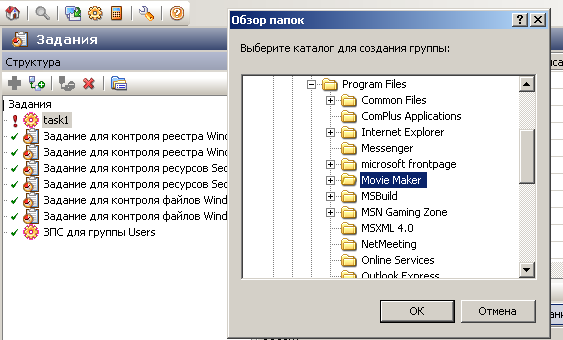 Задания
Структура
Задания
task1
Задание для контроля реестра Wind
Задание для контроля реестра Wind
Задание для контроля ресурсов Sec
Задание для контроля ресурсов Sec
Задание для контроля файлов Wind
Задание для контроля файлов Wind
ЗПС для группы Users
Обзор папок
Выберите каталог для создания группы:
Program Files
Common Files
ComPlus Applications
Internet Explorer
Messenger
microsoft frontpage
Movie Maker
MSBuild
MSN Gaming Zone
MSXML 4.0
NetMeeting
Online Services
Outlook Express
OK
Отмена